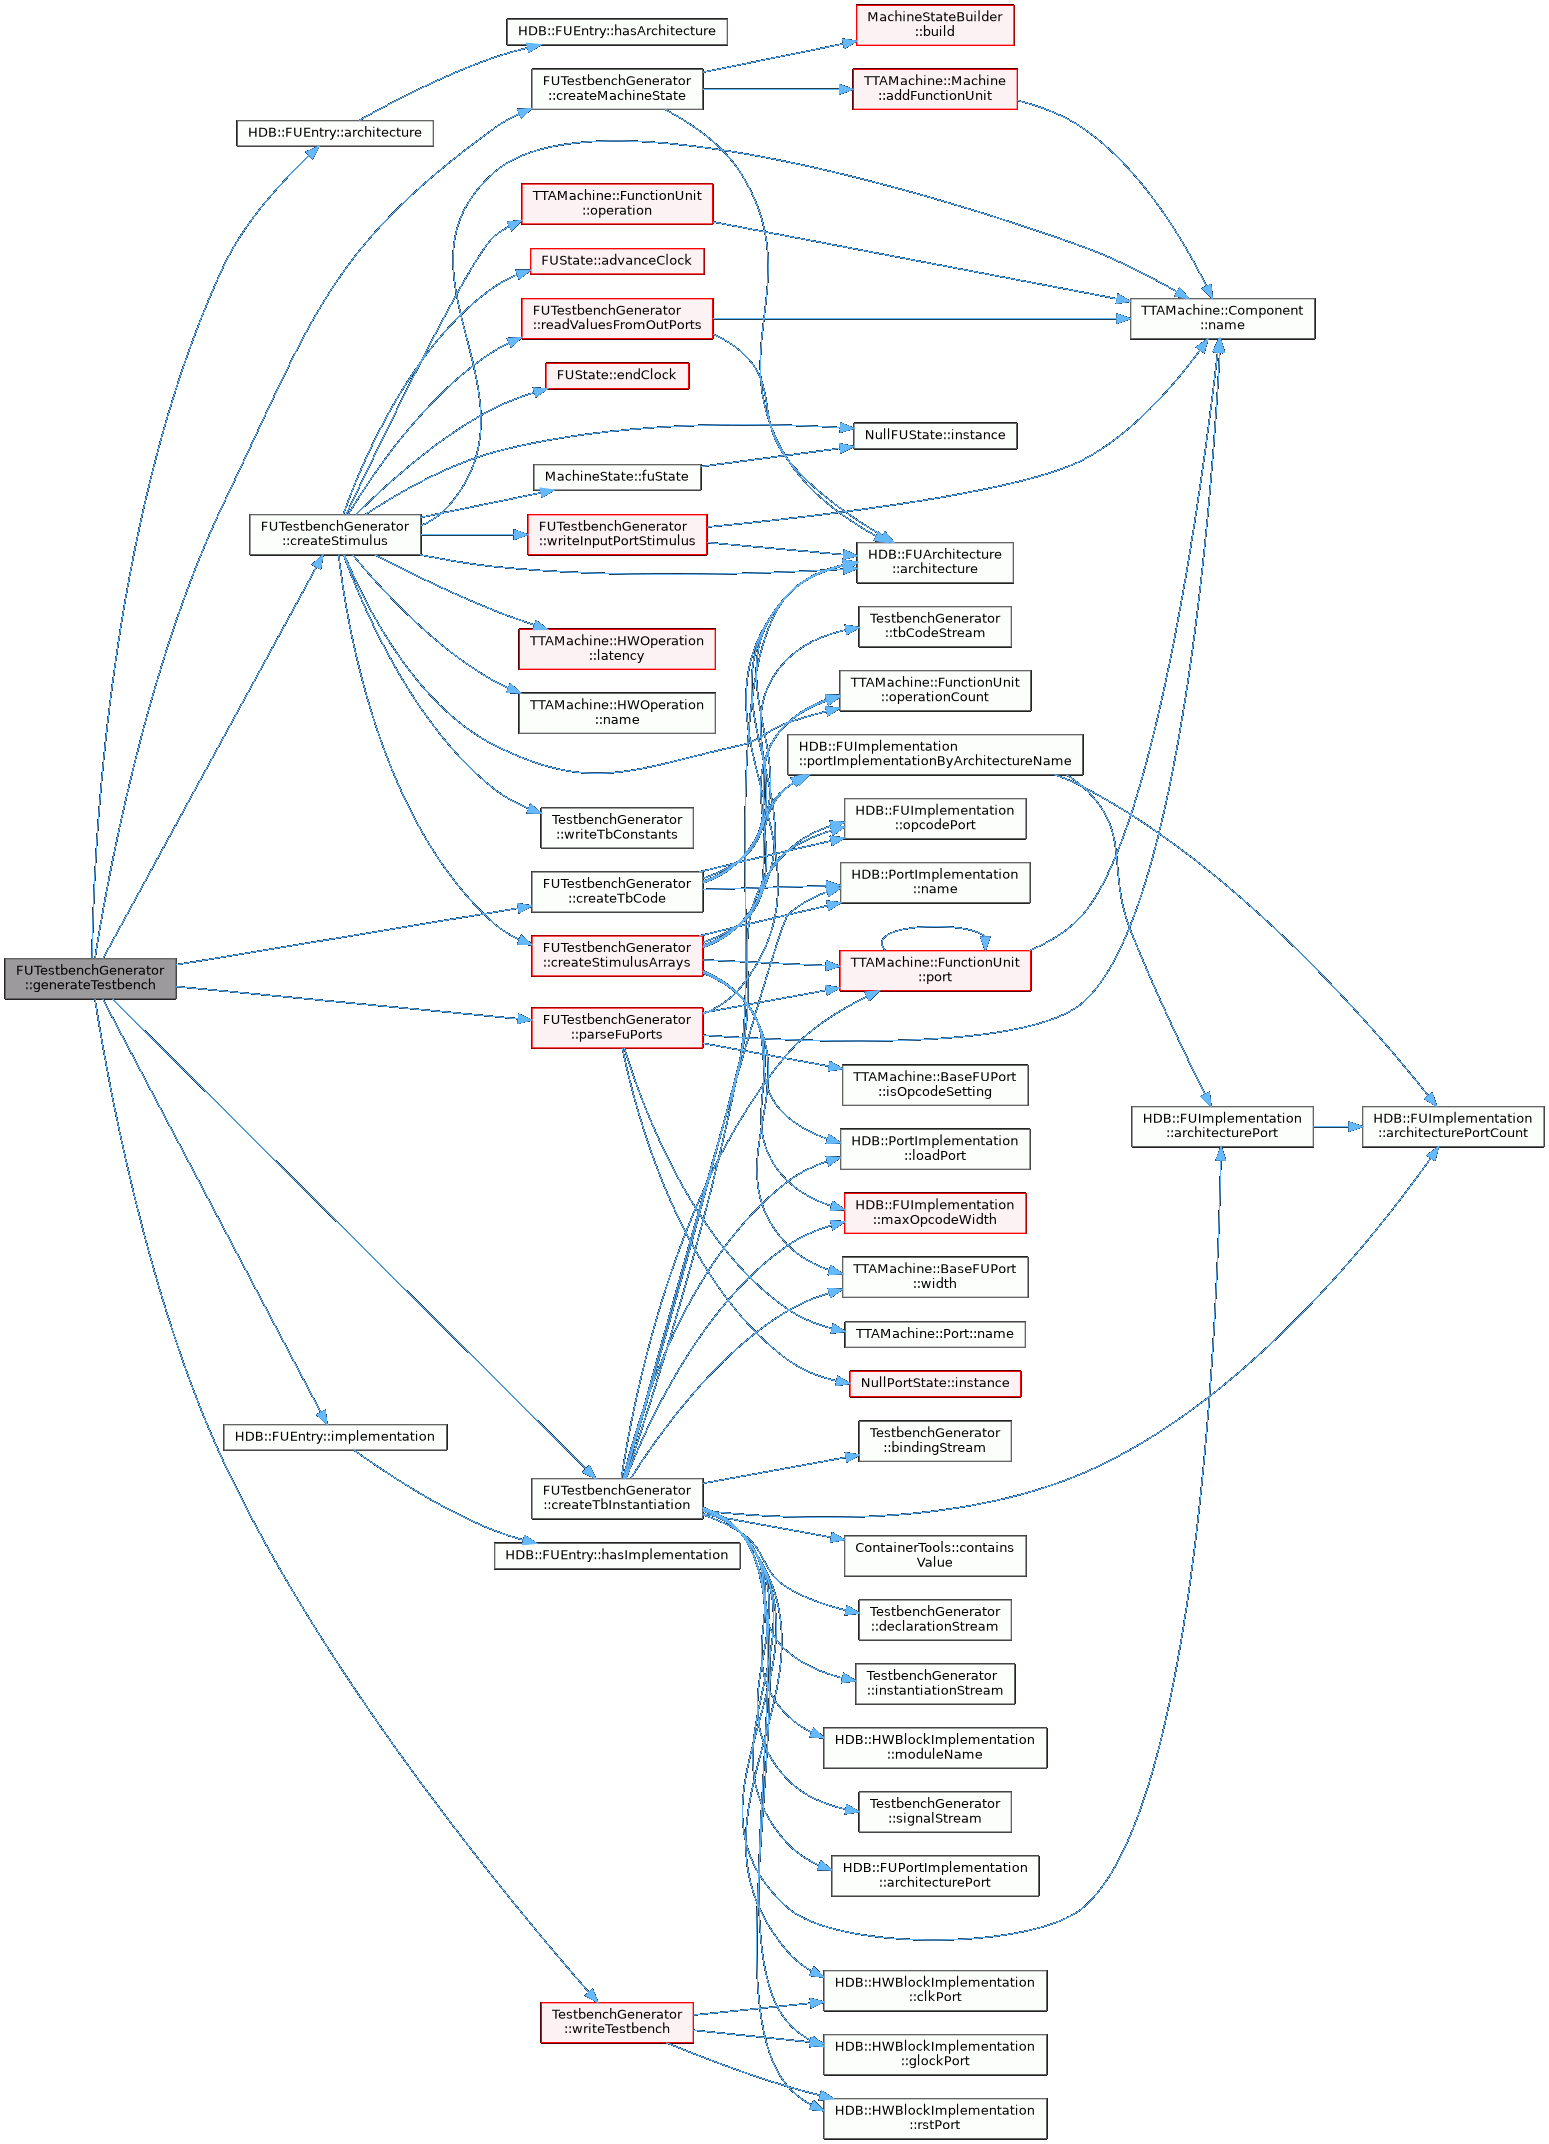 MachineStateBuilder
::build
HDB::FUEntry::hasArchitecture
FUTestbenchGenerator
::createMachineState
TTAMachine::Machine
::addFunctionUnit
HDB::FUEntry::architecture
TTAMachine::FunctionUnit
::operation
FUState::advanceClock
FUTestbenchGenerator
::readValuesFromOutPorts
TTAMachine::Component
::name
FUState::endClock
NullFUState::instance
MachineState::fuState
FUTestbenchGenerator
::createStimulus
FUTestbenchGenerator
::writeInputPortStimulus
HDB::FUArchitecture
::architecture
TestbenchGenerator
::tbCodeStream
TTAMachine::HWOperation
::latency
TTAMachine::FunctionUnit
::operationCount
TTAMachine::HWOperation
::name
HDB::FUImplementation
::portImplementationByArchitectureName
TestbenchGenerator
::writeTbConstants
HDB::FUImplementation
::opcodePort
FUTestbenchGenerator
::createTbCode
HDB::PortImplementation
::name
FUTestbenchGenerator
::createStimulusArrays
TTAMachine::FunctionUnit
::port
FUTestbenchGenerator
::generateTestbench
FUTestbenchGenerator
::parseFuPorts
TTAMachine::BaseFUPort
::isOpcodeSetting
HDB::FUImplementation
::architecturePort
HDB::FUImplementation
::architecturePortCount
HDB::PortImplementation
::loadPort
HDB::FUImplementation
::maxOpcodeWidth
TTAMachine::BaseFUPort
::width
TTAMachine::Port::name
NullPortState::instance
HDB::FUEntry::implementation
TestbenchGenerator
::bindingStream
FUTestbenchGenerator
::createTbInstantiation
HDB::FUEntry::hasImplementation
ContainerTools::contains
Value
TestbenchGenerator
::declarationStream
TestbenchGenerator
::instantiationStream
HDB::HWBlockImplementation
::moduleName
TestbenchGenerator
::signalStream
HDB::FUPortImplementation
::architecturePort
HDB::HWBlockImplementation
::clkPort
TestbenchGenerator
::writeTestbench
HDB::HWBlockImplementation
::glockPort
HDB::HWBlockImplementation
::rstPort